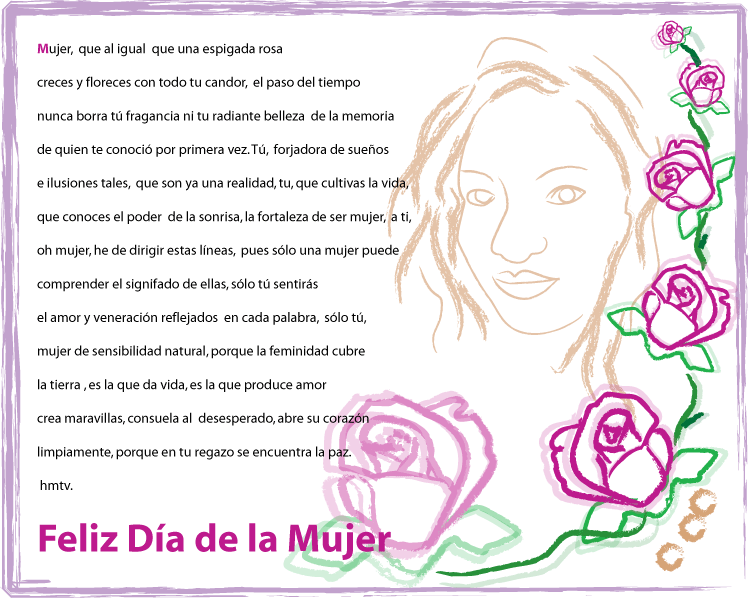 Mujer, que al igual que una espigada rosa
creces y floreces con todo tu candor, el paso del tiempo
nunca borra tú fragancia ni tu radiante belleza de la memoria
de quien te conoció por primera vez. Tú, forjadora de sueños
e ilusiones tales, que son ya una realidad, tu, que cultivas la vida,
que conoces el poder de la sonrisa, la fortaleza de ser mujer, a ti,
oh mujer, he de dirigir estas líneas, pues sólo una mujer puede
comprender el signifado de ellas, sólo tú sentirás
el amor y veneración reflejados en cada palabra, sólo tú,
mujer de sensibilidad natural, porque la feminidad cubre
la tierra , es la que da vida, es la que produce amor
crea maravillas, consuela al desesperado, abre su corazón
limpiamente, porque en tu regazo se encuentra la paz.
hmtv.
Feliz Día de la Mujer